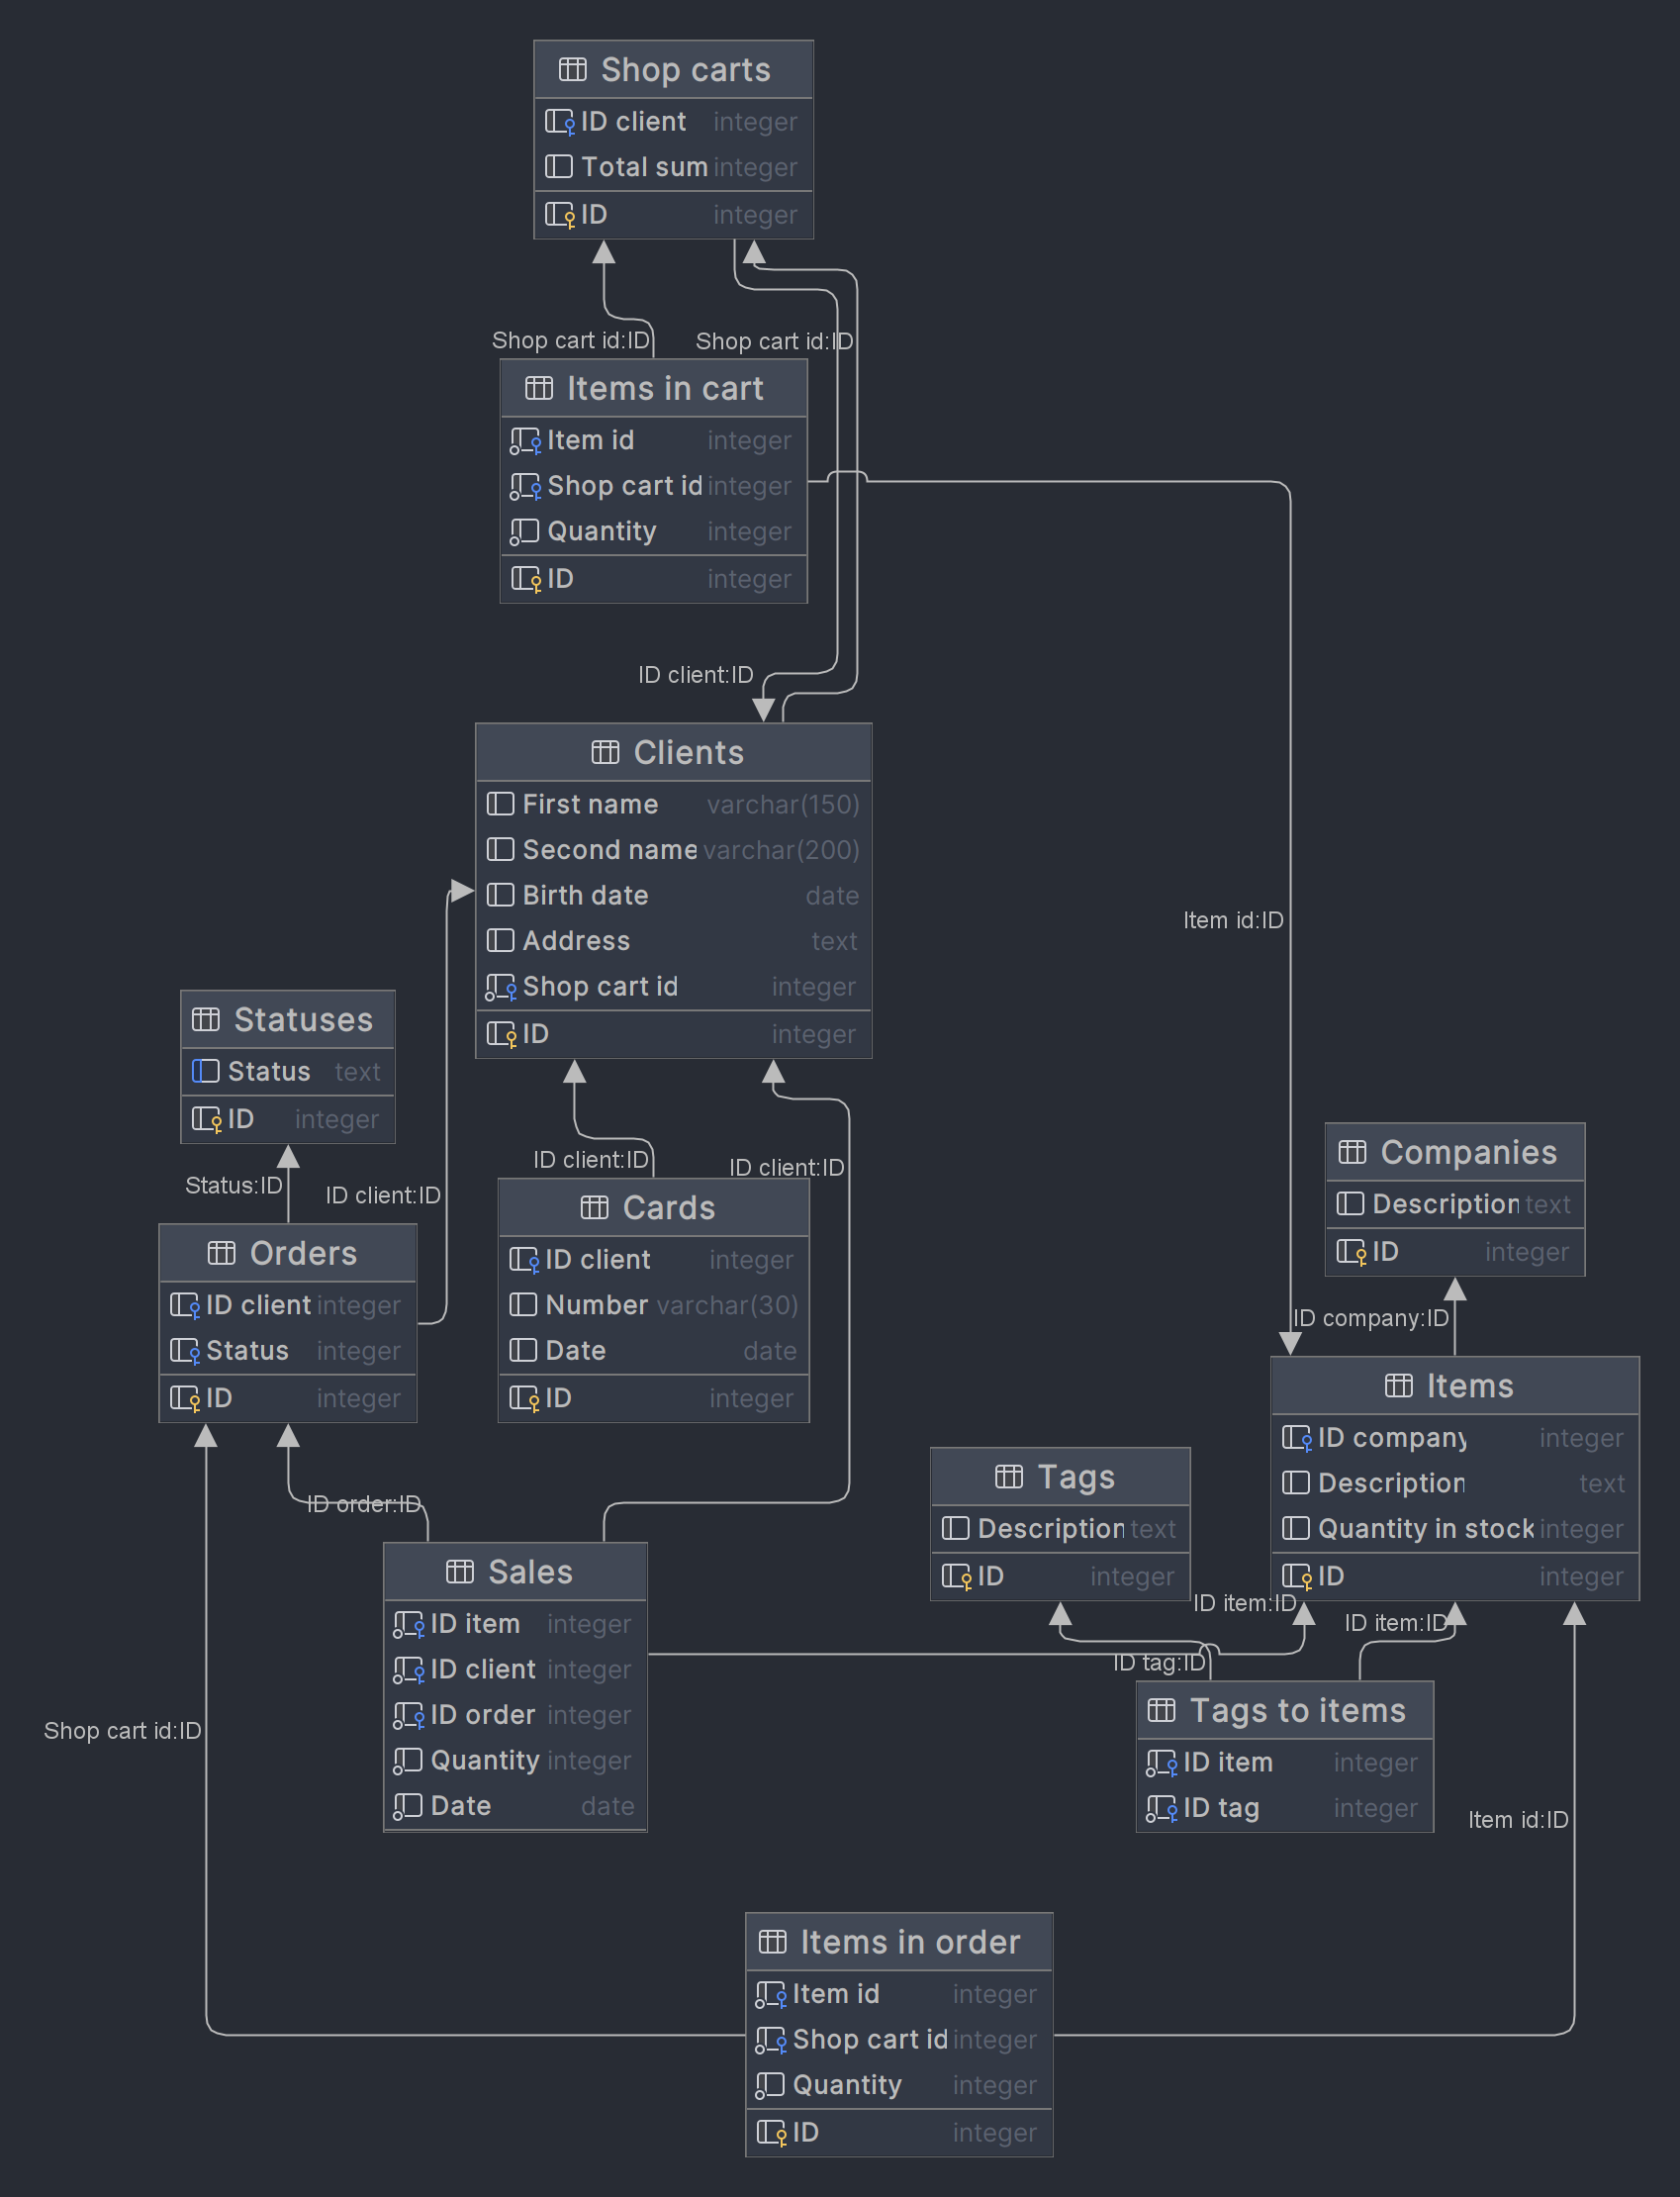 Shop carts
ID client integer
Total sum integer
ID integer
Shop cart id:ID
Shop cart id:ID
Items in cart
Item id integer
Shop cart id integer
Quantity integer
ID integer
ID client:ID
Item id:ID
Clients
First name varchar(150)
Second name varchar(200)
Birth date date
Address text
Shop cart id integer
ID integer
Statuses
Status text
ID integer
Status:ID
ID client:ID
ID client:ID
ID client:ID
Companies
Description text
ID integer
ID company:ID
Orders
ID client integer
Status integer
ID integer
Cards
ID client integer
Number varchar(30)
Date date
ID integer
Items
ID company integer
Description text
Quantity in stock integer
ID integer
Tags
Description text
ID integer
ID order:ID
ID item:ID
ID item:ID
ID tag:ID
Sales
ID item integer
ID client integer
ID order integer
Quantity integer
Date date
Tags to items
ID item integer
ID tag integer
Shop cart id:ID
Item id:ID
Items in order
Item id integer
Shop cart id integer
Quantity integer
ID integer